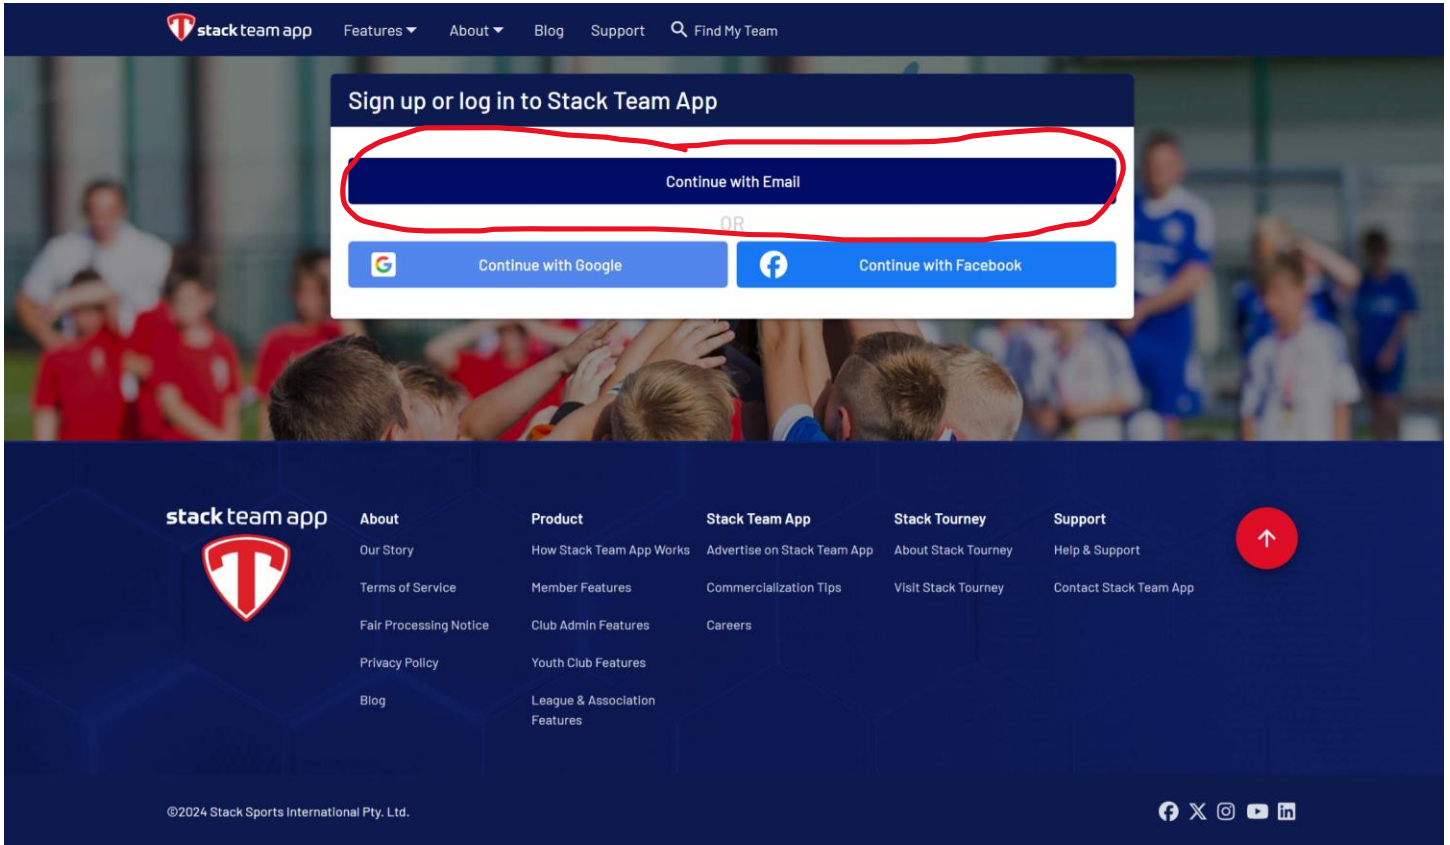 stack team app Features About Blog Support Find My Team
Sign up or log in to Stack Team App
Continue with Email
OR
Continue with Google Continue with Facebook
stack team app
About
Our Story
Terms of Service
Fair Processing Notice
Privacy Policy
Blog
Product
How Stack Team App Works
Member Features
Club Admin Features
Youth Club Features
League & Association
Features
Stack Team App
Advertise on Stack Team App
Commercialization Tips
Careers
Stack Tourney
About Stack Tourney
Visit Stack Tourney
Support
Help & Support
Contact Stack Team App
©2024 Stack Sports International Pty. Ltd.